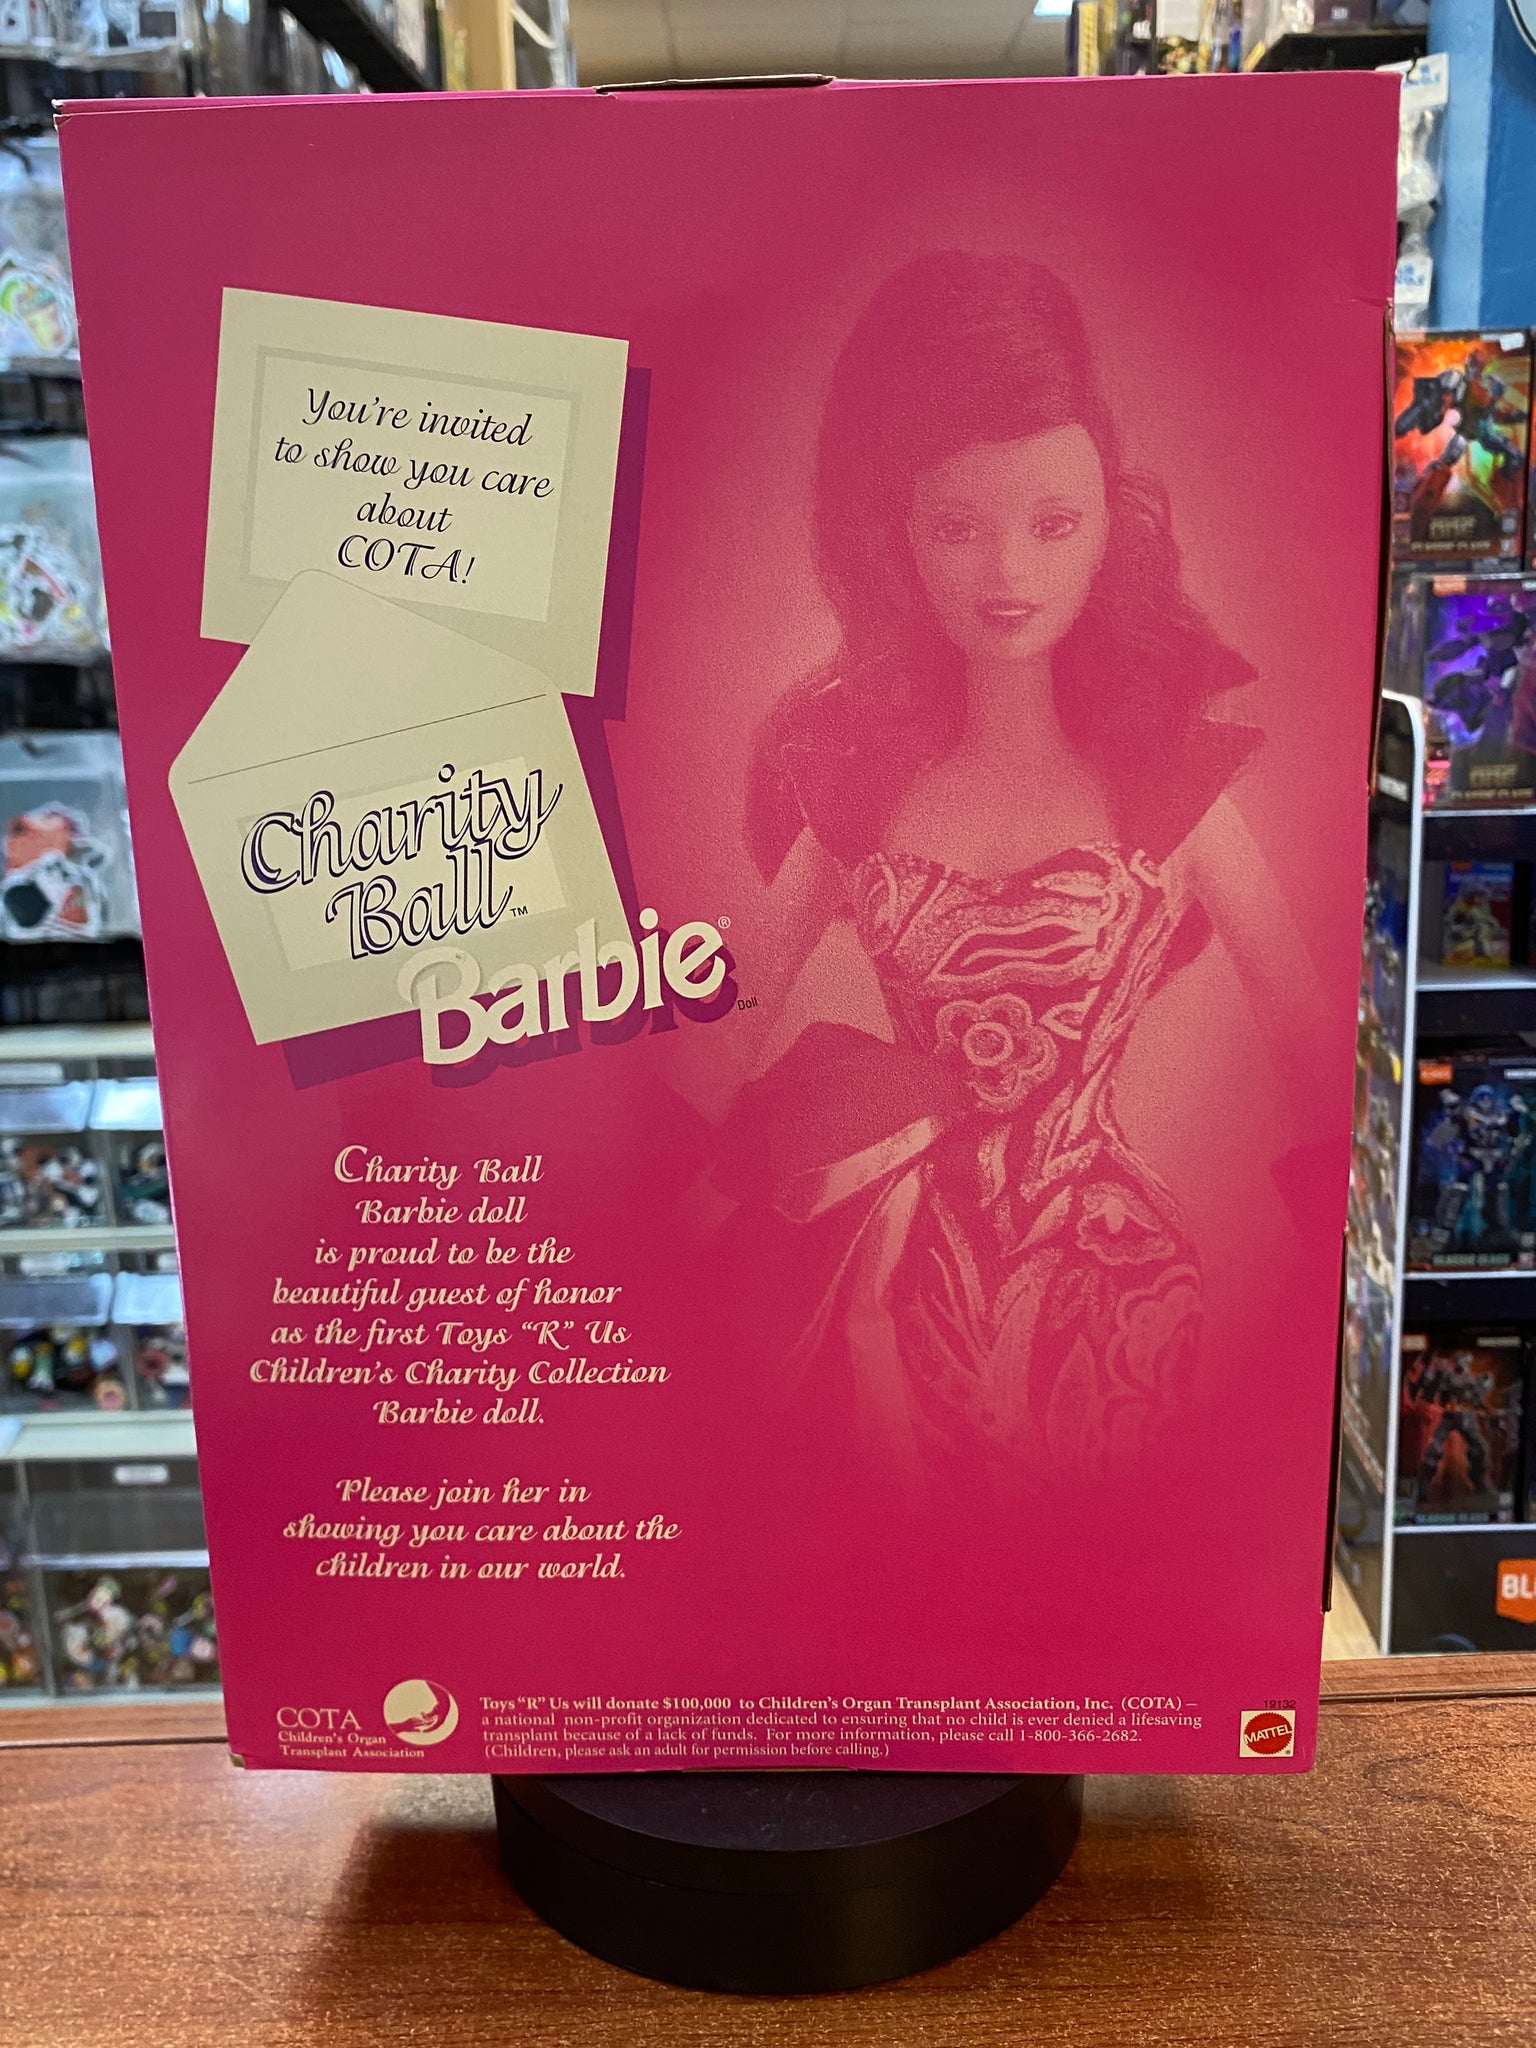 You're invited
to show you care
about
COTA!
Charity
Ball™
Barbie®
Doll
Charity Ball
Barbie doll
is proud to be the
beautiful guest of honor
as the first Toys "R" Us
Children's Charity Collection
Barbie doll.
Please join her in
showing you care about the
children in our world.
COTA
Children's Organ
Transplant Association
Toys "R" Us will donate $100,000 to Children's Organ Transplant Association, Inc. (COTA) –
a national non-profit organization dedicated to ensuring that no child is ever denied a lifesaving
transplant because of a lack of funds. For more information, please call 1-800-366-2682.
(Children, please ask an adult for permission before calling.)
19132
MATTEL
BL